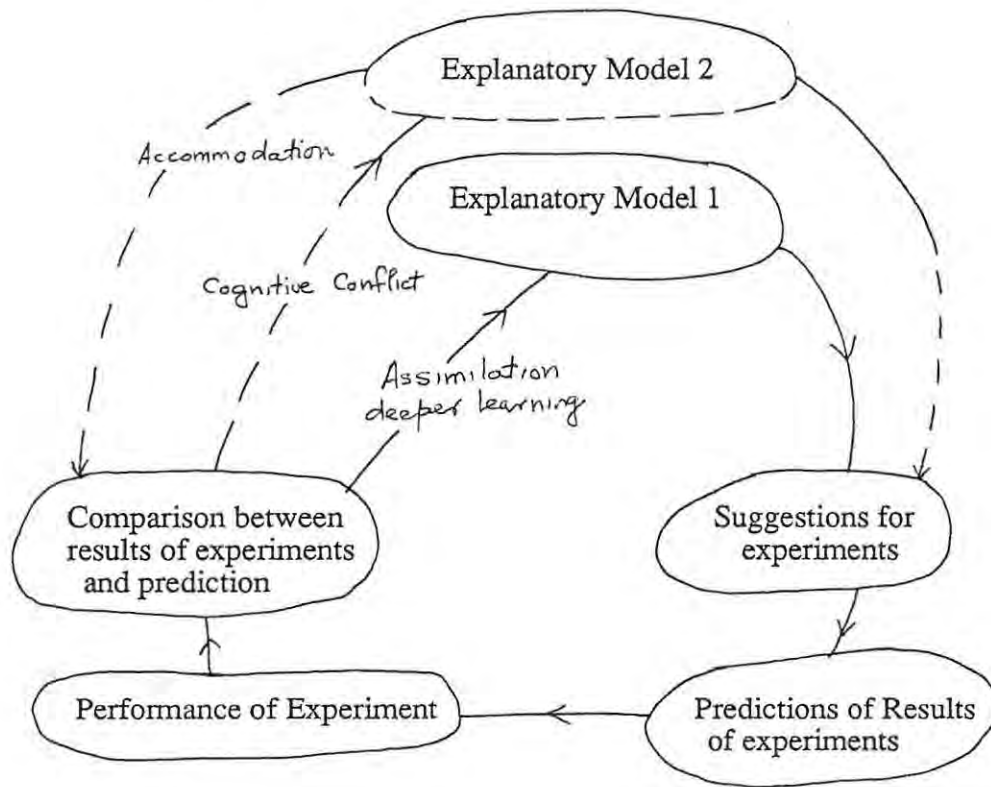 Explanatory Model 2
Accommodation
Explanatory Model 1
Cognitive Conflict
Assimilation
deeper learning
Comparison between
results of experiments
and prediction
Suggestions for
experiments
Performance of Experiment
Predictions of Results
of experiments